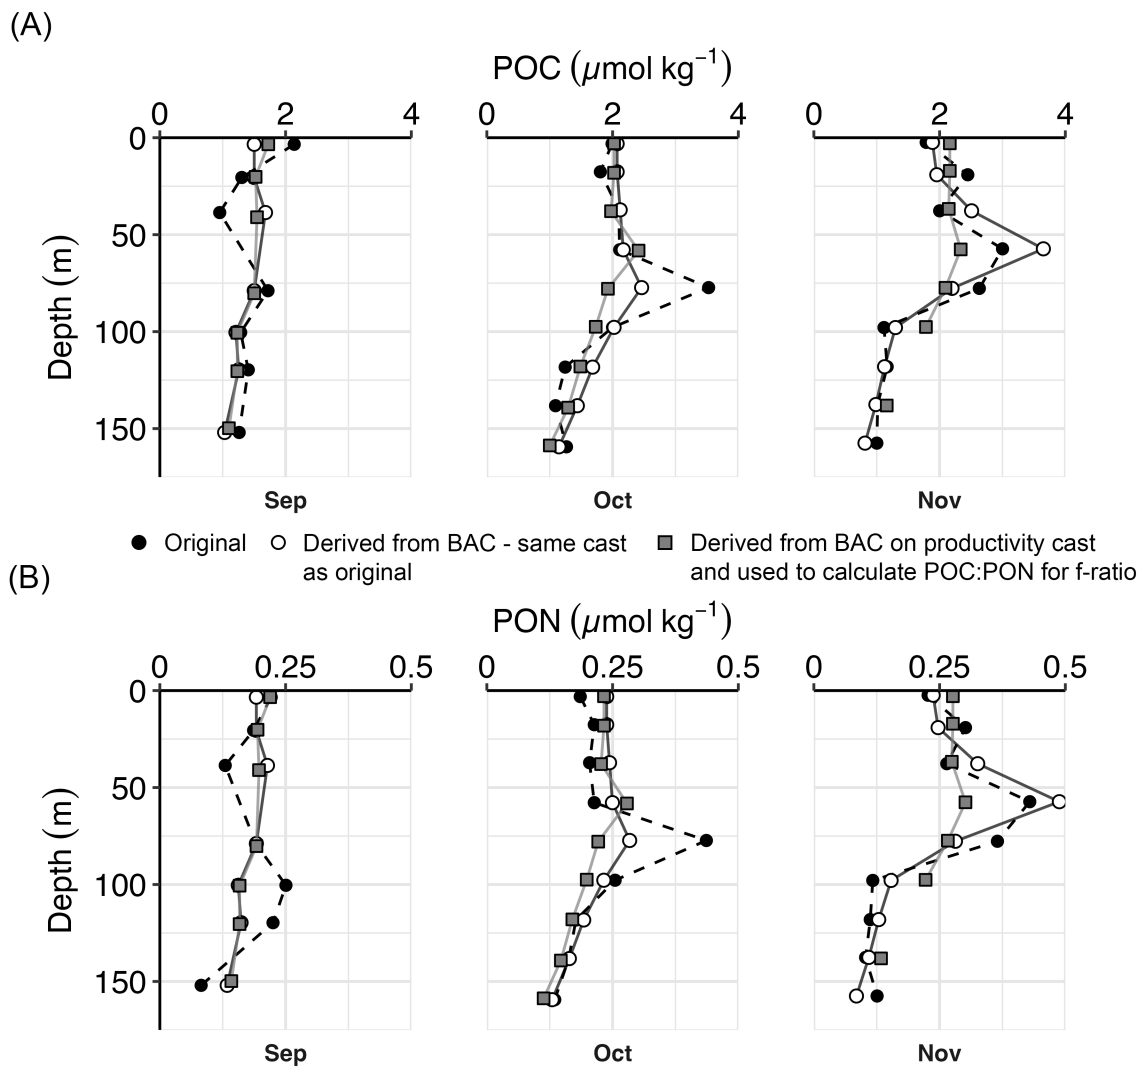 (A)
POC (μmol kg⁻¹)
0 2 4 0 2 4 0 2 4
0
50
100
150
Depth (m)
Sep Oct Nov
Original Derived from BAC - same cast Derived from BAC on productivity cast
as original and used to calculate POC:PON for f-ratio
(B)
PON (μmol kg⁻¹)
0 0.25 0.5 0 0.25 0.5 0 0.25 0.5
0
50
100
150
Depth (m)
Sep Oct Nov